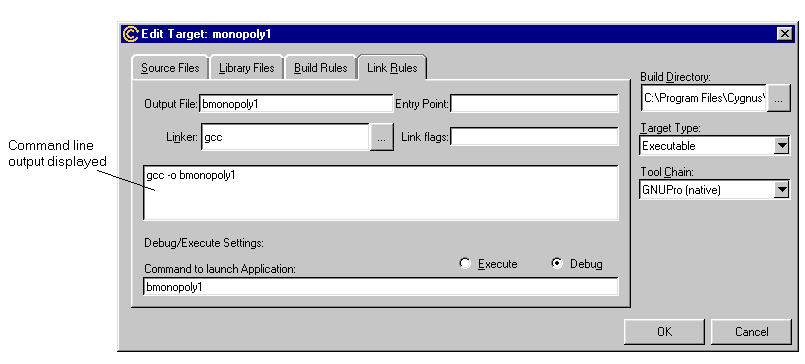 Edit Target: monopoly1
Source Files Library Files Build Rules Link Rules
Output File: bmonopoly1 Entry Point:
Linker: gcc ... Link flags:
gcc -o bmonopoly1
Debug/Execute Settings:
Execute Debug
Command to launch Application:
bmonopoly1
Build Directory:
C:\Program Files\Cygnus\ ...
Target Type:
Executable
Tool Chain:
GNUPro (native)
OK Cancel
Command line
output displayed